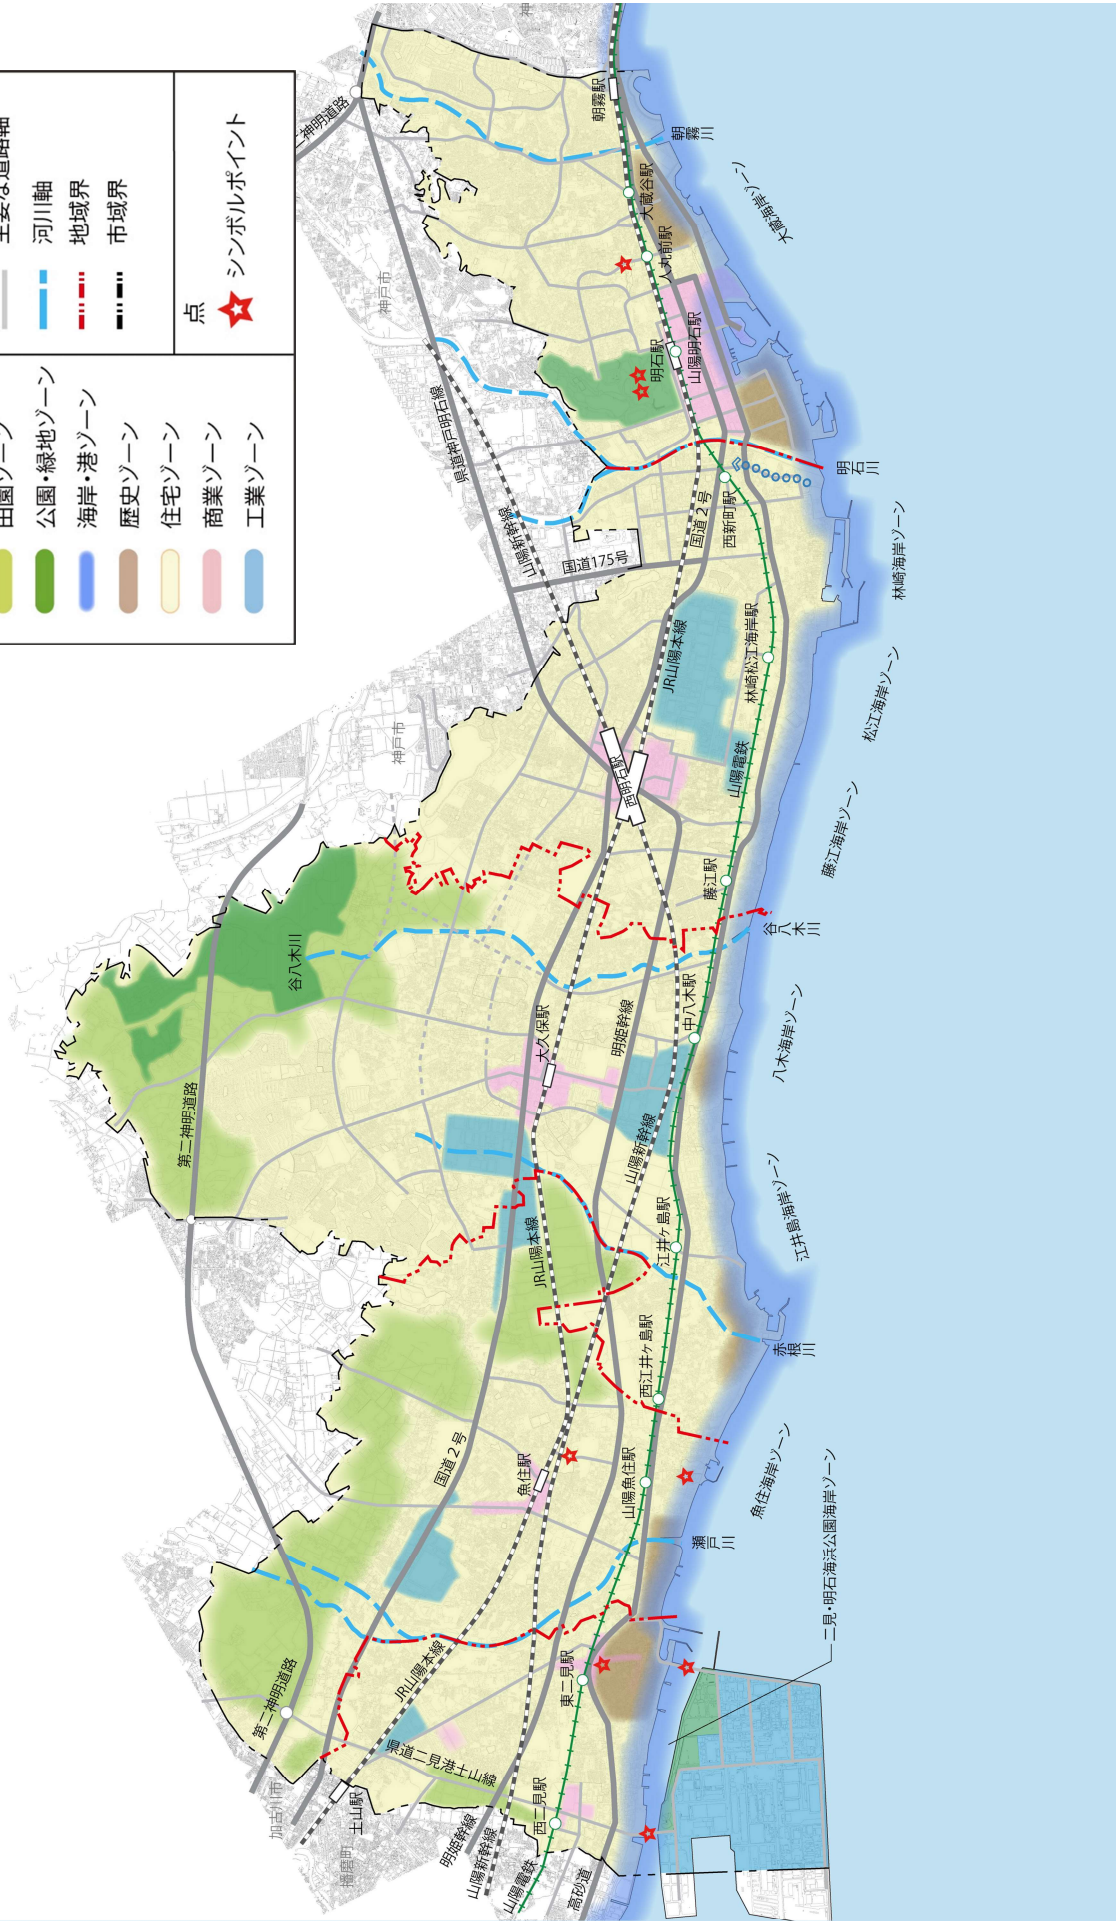 田園ゾーン
公園・緑地ゾーン
海岸・港ゾーン
歴史ゾーン
住宅ゾーン
商業ゾーン
工業ゾーン
主要な道路軸
河川軸
地域界
市域界
点
シンボルポイント
加古川市
播磨町
土山駅
第二神明道路
JR山陽本線
県道二見港土山線
明姫幹線
山陽新幹線
山陽電鉄
高砂道
西二見駅
東二見駅
瀬戸川
二見・明石海浜公園海岸ゾーン
魚住海岸ゾーン
山陽魚住駅
魚住駅
国道2号
西江井ヶ島駅
赤根川
江井ヶ島駅
江井島海岸ゾーン
JR山陽本線
山陽新幹線
第二神明道路
大久保駅
明姫幹線
中八木駅
八木海岸ゾーン
谷八木川
谷八木川
藤江駅
藤江海岸ゾーン
西明石駅
神戸市
山陽電鉄
松江海岸ゾーン
林崎松江海岸駅
JR山陽本線
林崎海岸ゾーン
国道175号
国道2号
西新町駅
明石川
山陽新幹線
県道神戸明石線
神戸市
明石駅
山陽明石駅
人丸前駅
大蔵谷駅
大蔵海岸ゾーン
朝霧川
朝霧駅
二神明道路
神